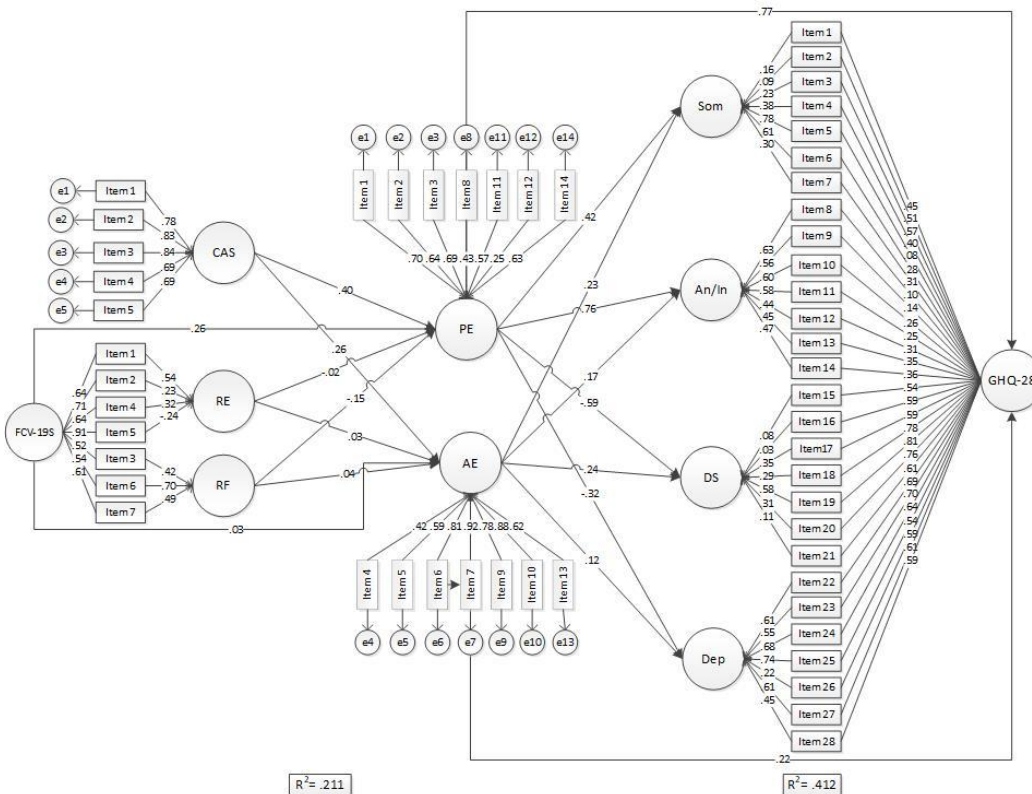 .77
Item 1
Item 2
Item 3
Item 4
Item 5
Item 6
Item 7
Som
.16
.09
.23
.38
.78
.61
.30
e1
e2
e3
e8
e11
e12
e14
Item 1
Item 2
Item 3
Item 8
Item 11
Item 12
Item 14
.70
.64
.69
.43
.57
.25
.63
PE
e1
e2
e3
e4
e5
Item 1
Item 2
Item 3
Item 4
Item 5
.78
.83
.84
.69
.69
CAS
.40
.26
.26
Item 1
Item 2
Item 4
Item 5
Item 3
Item 6
Item 7
.54
.23
.32
-.24
RE
.42
.70
.49
RF
FCV-19S
.64
.71
.64
.91
.52
.54
.61
-.02
-.15
.03
.04
.03
.42
.23
.76
.17
-.59
.24
-.32
.12
AE
.42
.59
.81
.92
.78
.88
.62
Item 4
Item 5
Item 6
Item 7
Item 9
Item 10
Item 13
e4
e5
e6
e7
e9
e10
e13
Item 8
Item 9
Item 10
Item 11
Item 12
Item 13
Item 14
An/In
.63
.56
.60
.58
.44
.45
.47
Item 15
Item 16
Item17
Item 18
Item 19
Item 20
Item 21
DS
.08
.03
.35
.29
.58
.31
.11
Item 22
Item 23
Item 24
Item 25
Item 26
Item 27
Item 28
Dep
.61
.55
.68
.74
.22
.61
.45
.45
.51
.57
.40
.08
.28
.31
.10
.14
.26
.25
.31
.35
.36
.54
.59
.59
.78
.81
.76
.61
.69
.70
.64
.54
.59
.61
.59
GHQ-28
.22
R²= .211
R²= .412